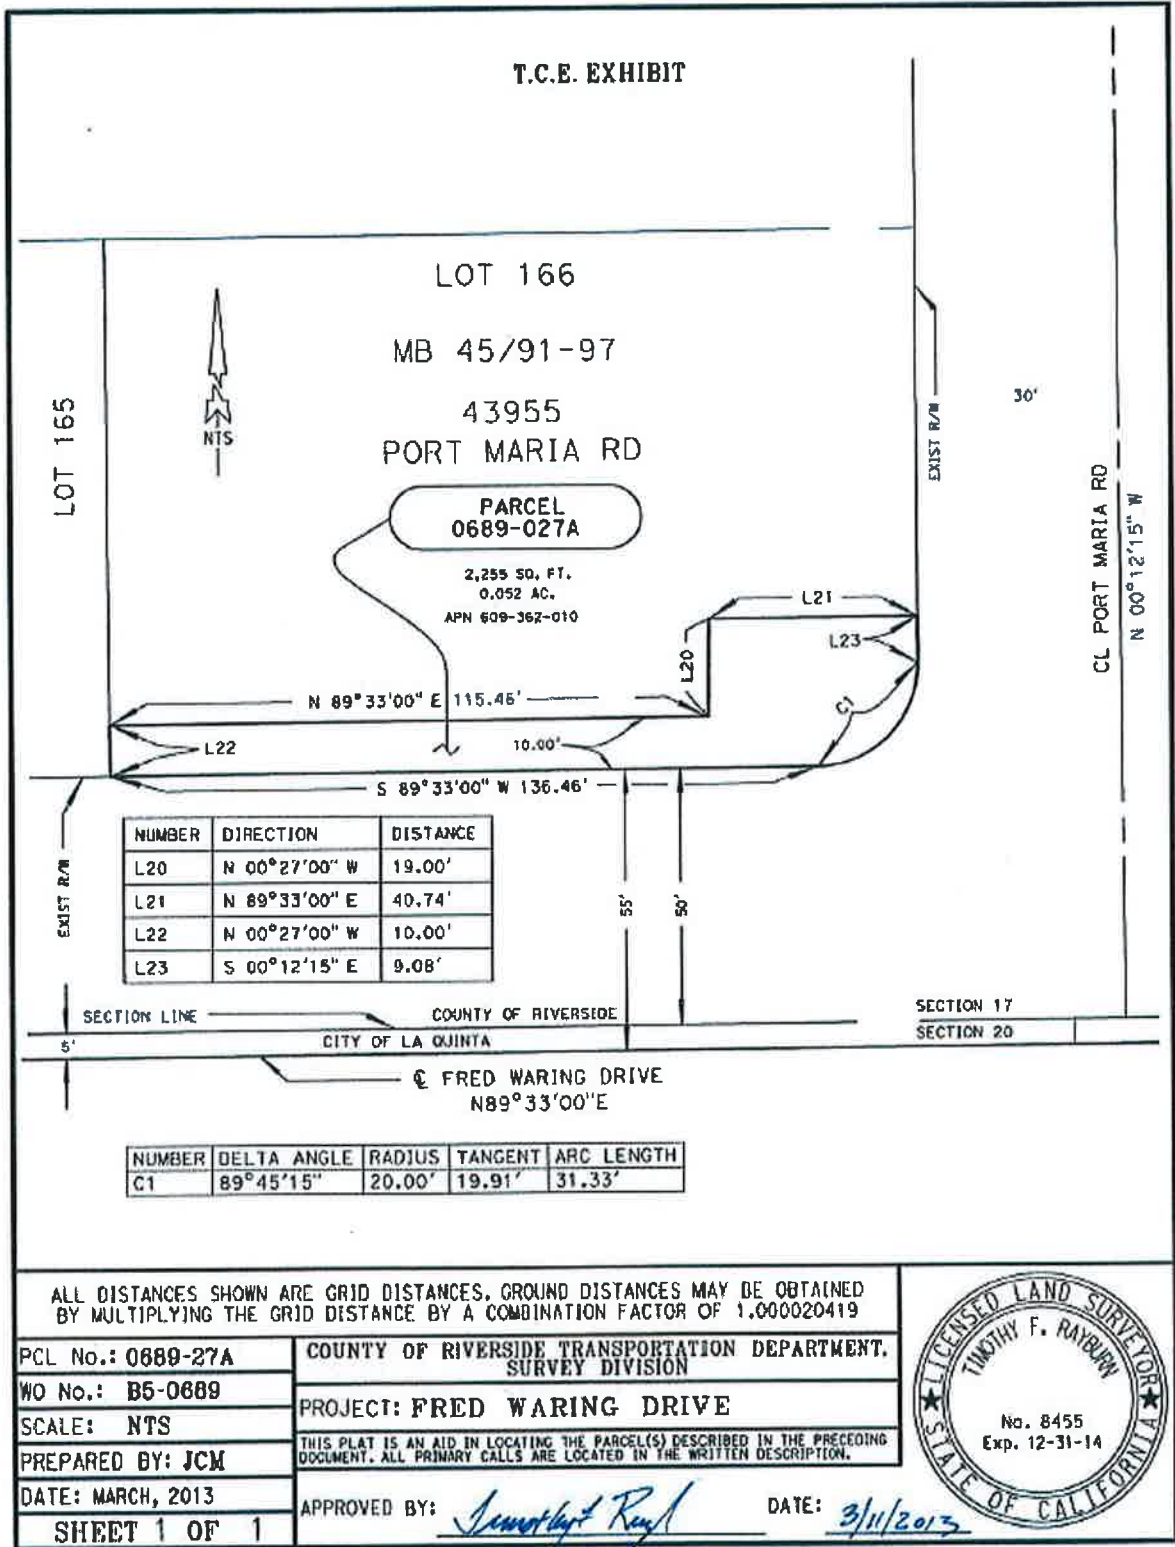 T.C.E. EXHIBIT
LOT 166
MB 45/91-97
43955
PORT MARIA RD
LOT 165
NTS
PARCEL
0689-027A
2,255 SQ. FT.
0.052 AC.
APN 609-362-010
EXIST R/W
30'
CL PORT MARIA RD
N 00°12'15" W
L21
L23
L20
C1
N 89°33'00" E 115.46'
L22
10.00'
S 89°33'00" W 136.46'
EXIST R/W
NUMBER DIRECTION DISTANCE
L20 N 00°27'00" W 19.00'
L21 N 89°33'00" E 40.74'
L22 N 00°27'00" W 10.00'
L23 S 00°12'15" E 9.08'
55'
50'
SECTION LINE
COUNTY OF RIVERSIDE
SECTION 17
5'
CITY OF LA QUINTA
SECTION 20
℄ FRED WARING DRIVE
N89°33'00"E
NUMBER DELTA ANGLE RADIUS TANGENT ARC LENGTH
C1 89°45'15" 20.00' 19.91' 31.33'
ALL DISTANCES SHOWN ARE GRID DISTANCES. GROUND DISTANCES MAY BE OBTAINED
BY MULTIPLYING THE GRID DISTANCE BY A COMBINATION FACTOR OF 1.000020419
PCL No.: 0689-27A
WO No.: B5-0689
SCALE: NTS
PREPARED BY: JCM
DATE: MARCH, 2013
SHEET 1 OF 1
COUNTY OF RIVERSIDE TRANSPORTATION DEPARTMENT.
SURVEY DIVISION
PROJECT: FRED WARING DRIVE
THIS PLAT IS AN AID IN LOCATING THE PARCEL(S) DESCRIBED IN THE PRECEDING
DOCUMENT. ALL PRIMARY CALLS ARE LOCATED IN THE WRITTEN DESCRIPTION.
APPROVED BY:
DATE: 3/11/2013
LICENSED LAND SURVEYOR
TIMOTHY F. RAYBURN
No. 8455
Exp. 12-31-14
STATE OF CALIFORNIA